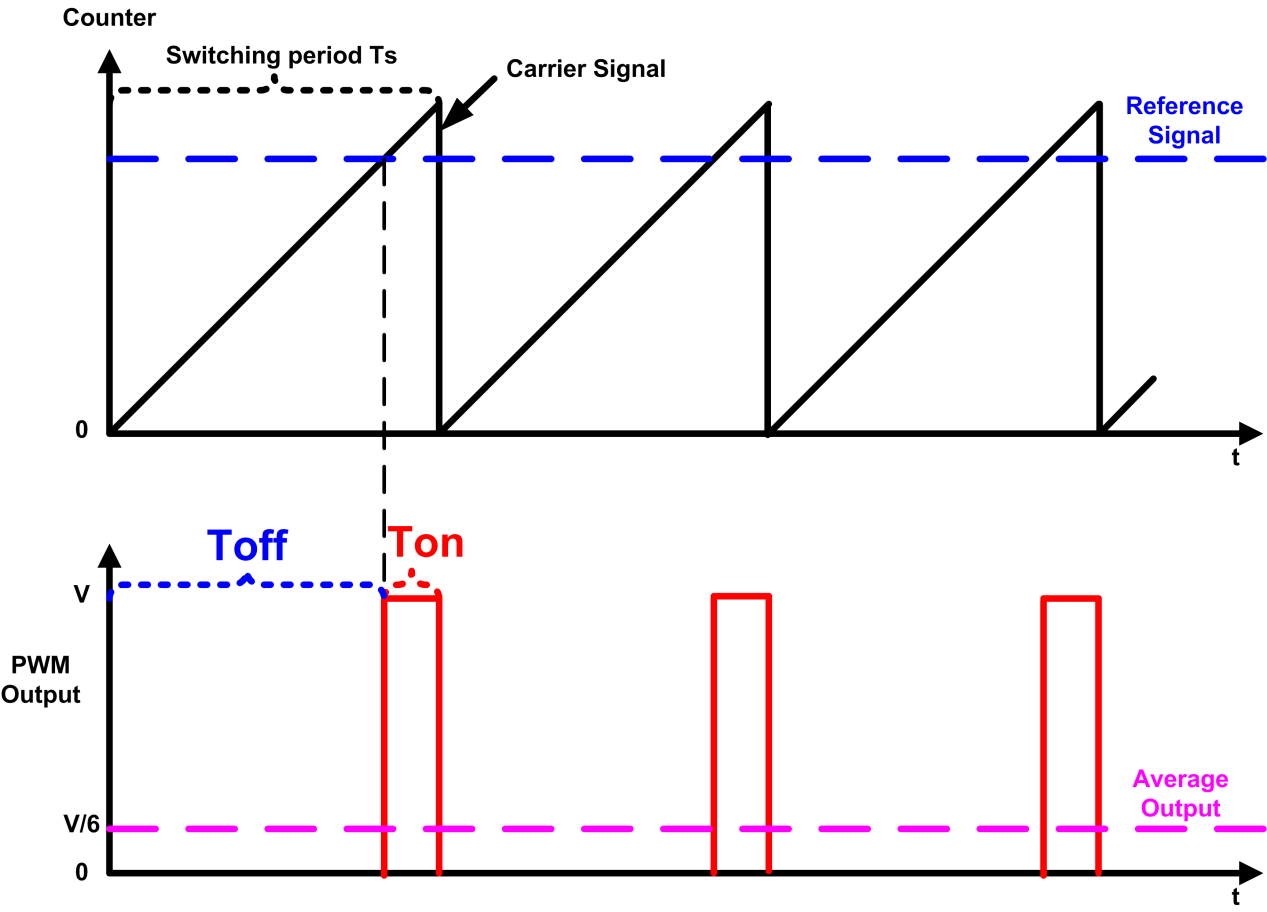 Counter
Switching period Ts
Carrier Signal
Reference
Signal
0
t
Toff
Ton
V
PWM
Output
Average
Output
V/6
0
t